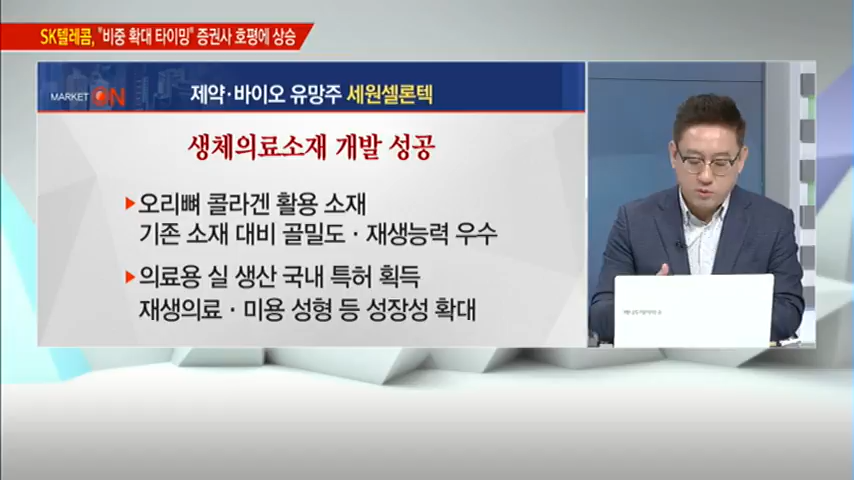 SK텔레콤, "비중 확대 타이밍" 증권사 호평에 상승
MARKET ON
제약·바이오 유망주 세원셀론텍
생체의료소재 개발 성공
▶오리뼈 콜라겐 활용 소재
기존 소재 대비 골밀도·재생능력 우수
▶의료용 실 생산 국내 특허 획득
재생의료·미용 성형 등 성장성 확대